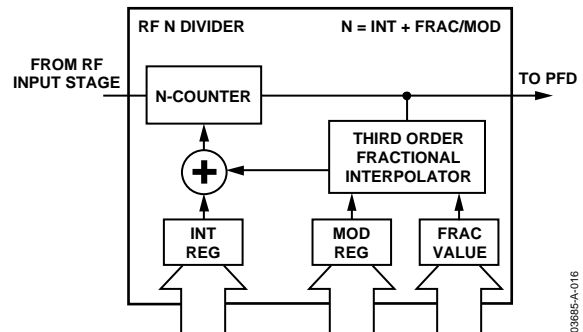 RF N DIVIDER
N = INT + FRAC/MOD
FROM RF
INPUT STAGE
TO PFD
N-COUNTER
THIRD ORDER
FRACTIONAL
INTERPOLATOR
+
INT
REG
MOD
REG
FRAC
VALUE
03685-A-016